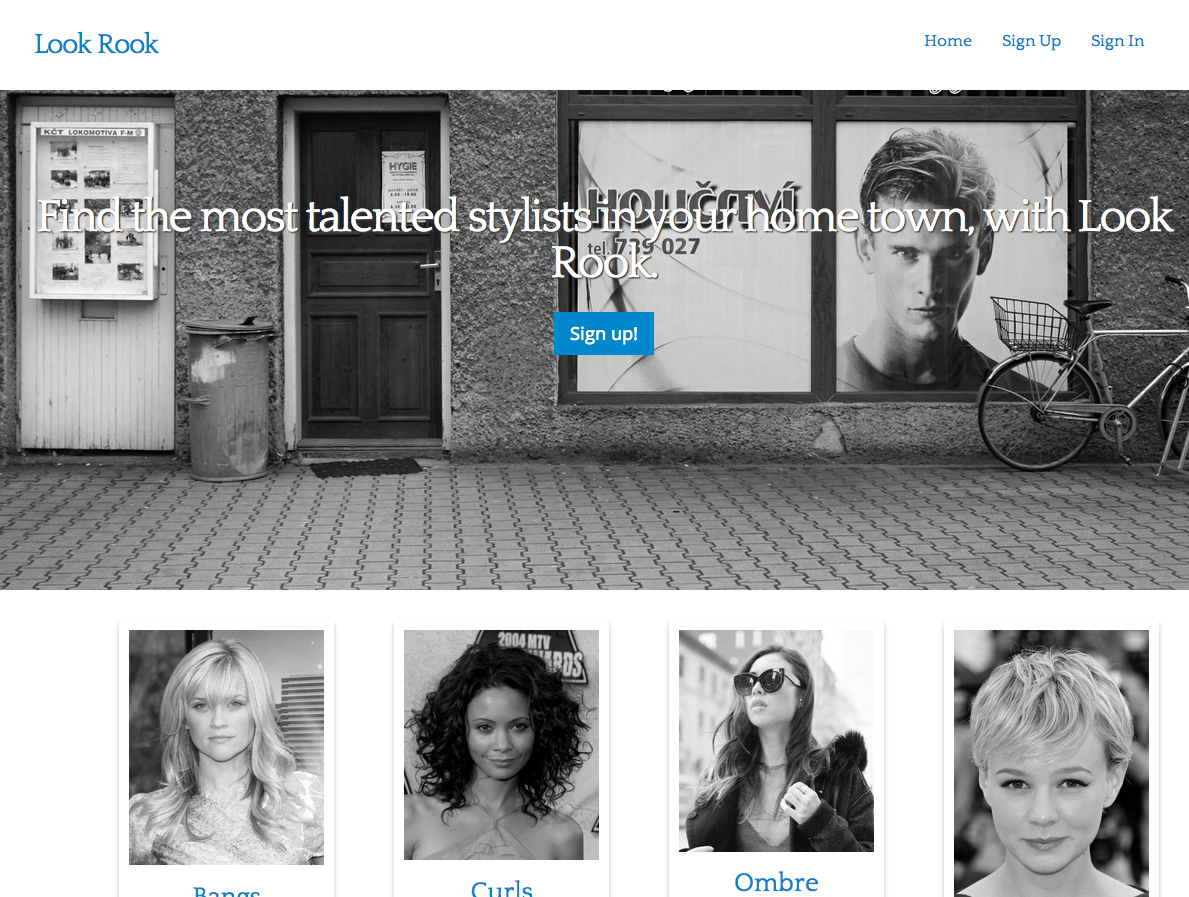 Look Rook
Home Sign Up Sign In
KČT LOKOMOTIVA F-M
HYGIE
HOLIČSTVÍ
tel. 739 027
Find the most talented stylists in your home town, with Look
Rook.
Sign up!
2004 MTV
Bangs
Curls
Ombre